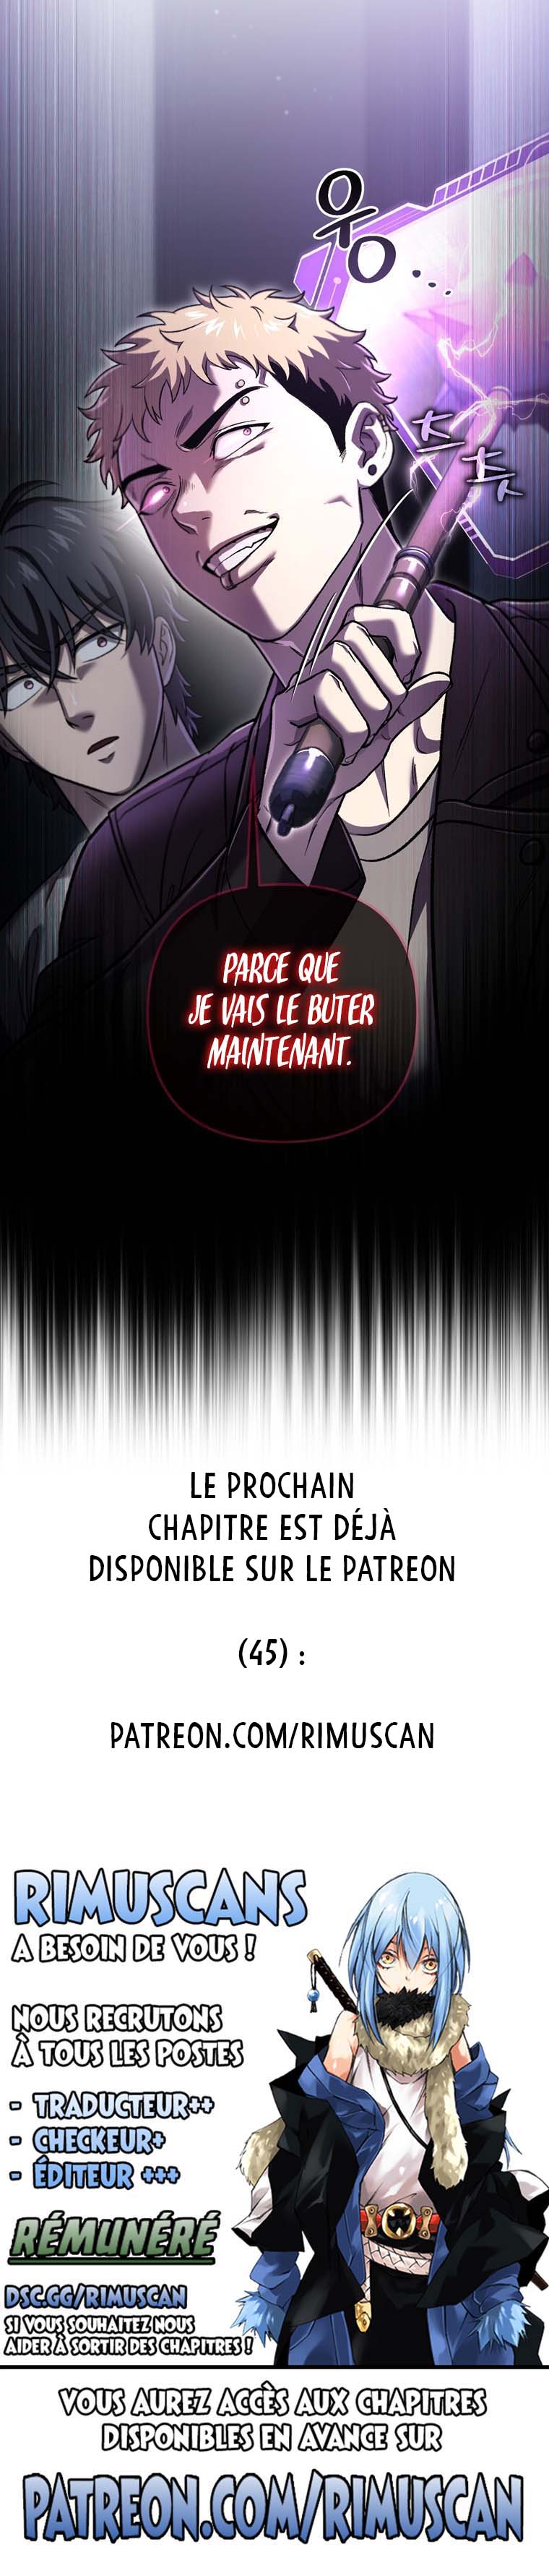 우
으...
츠
츳
PARCE QUE
JE VAIS LE BUTER
MAINTENANT.
LE PROCHAIN
CHAPITRE EST DÉJÀ
DISPONIBLE SUR LE PATREON
(45) :
PATREON.COM/RIMUSCAN
RIMUSCANS
A BESOIN DE VOUS !
NOUS RECRUTONS
À TOUS LES POSTES
- TRADUCTEUR++
- CHECKEUR+
- ÉDITEUR +++
RÉMUNÉRÉ
DSC.GG/RIMUSCAN
SI VOUS SOUHAITEZ NOUS
AIDER À SORTIR DES CHAPITRES !
VOUS AUREZ ACCÈS AUX CHAPITRES
DISPONIBLES EN AVANCE SUR
PATREON.COM/RIMUSCAN